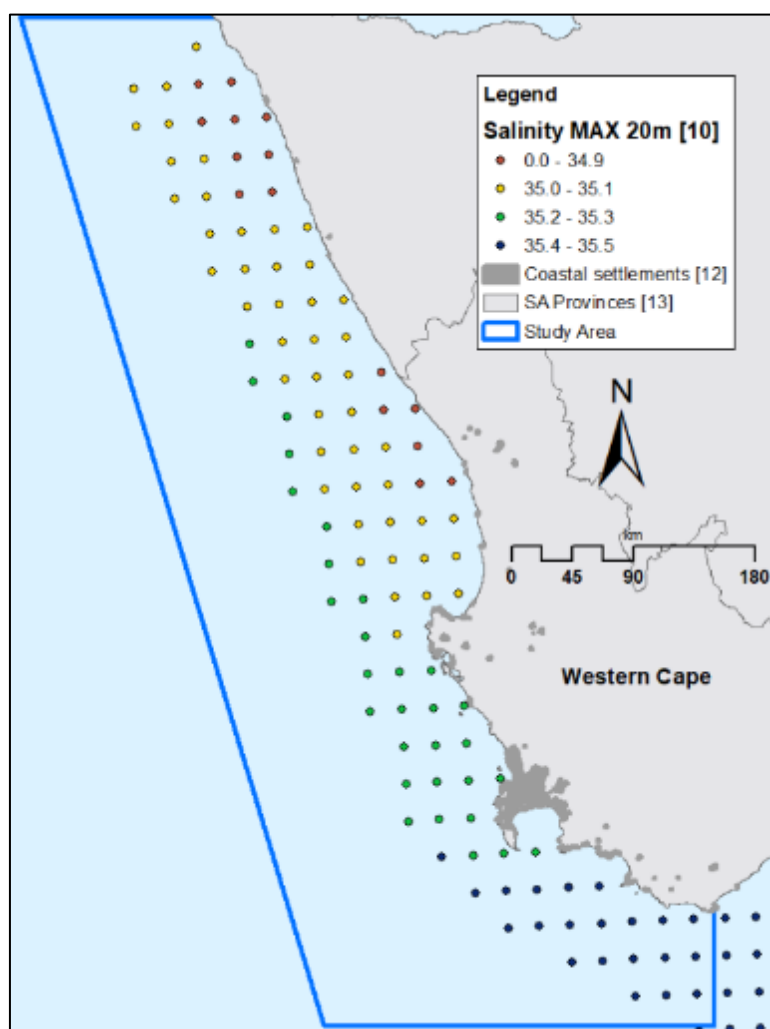 Legend
Salinity MAX 20m [10]
0.0 - 34.9
35.0 - 35.1
35.2 - 35.3
35.4 - 35.5
Coastal settlements [12]
SA Provinces [13]
Study Area
N
km
0 45 90 180
Western Cape